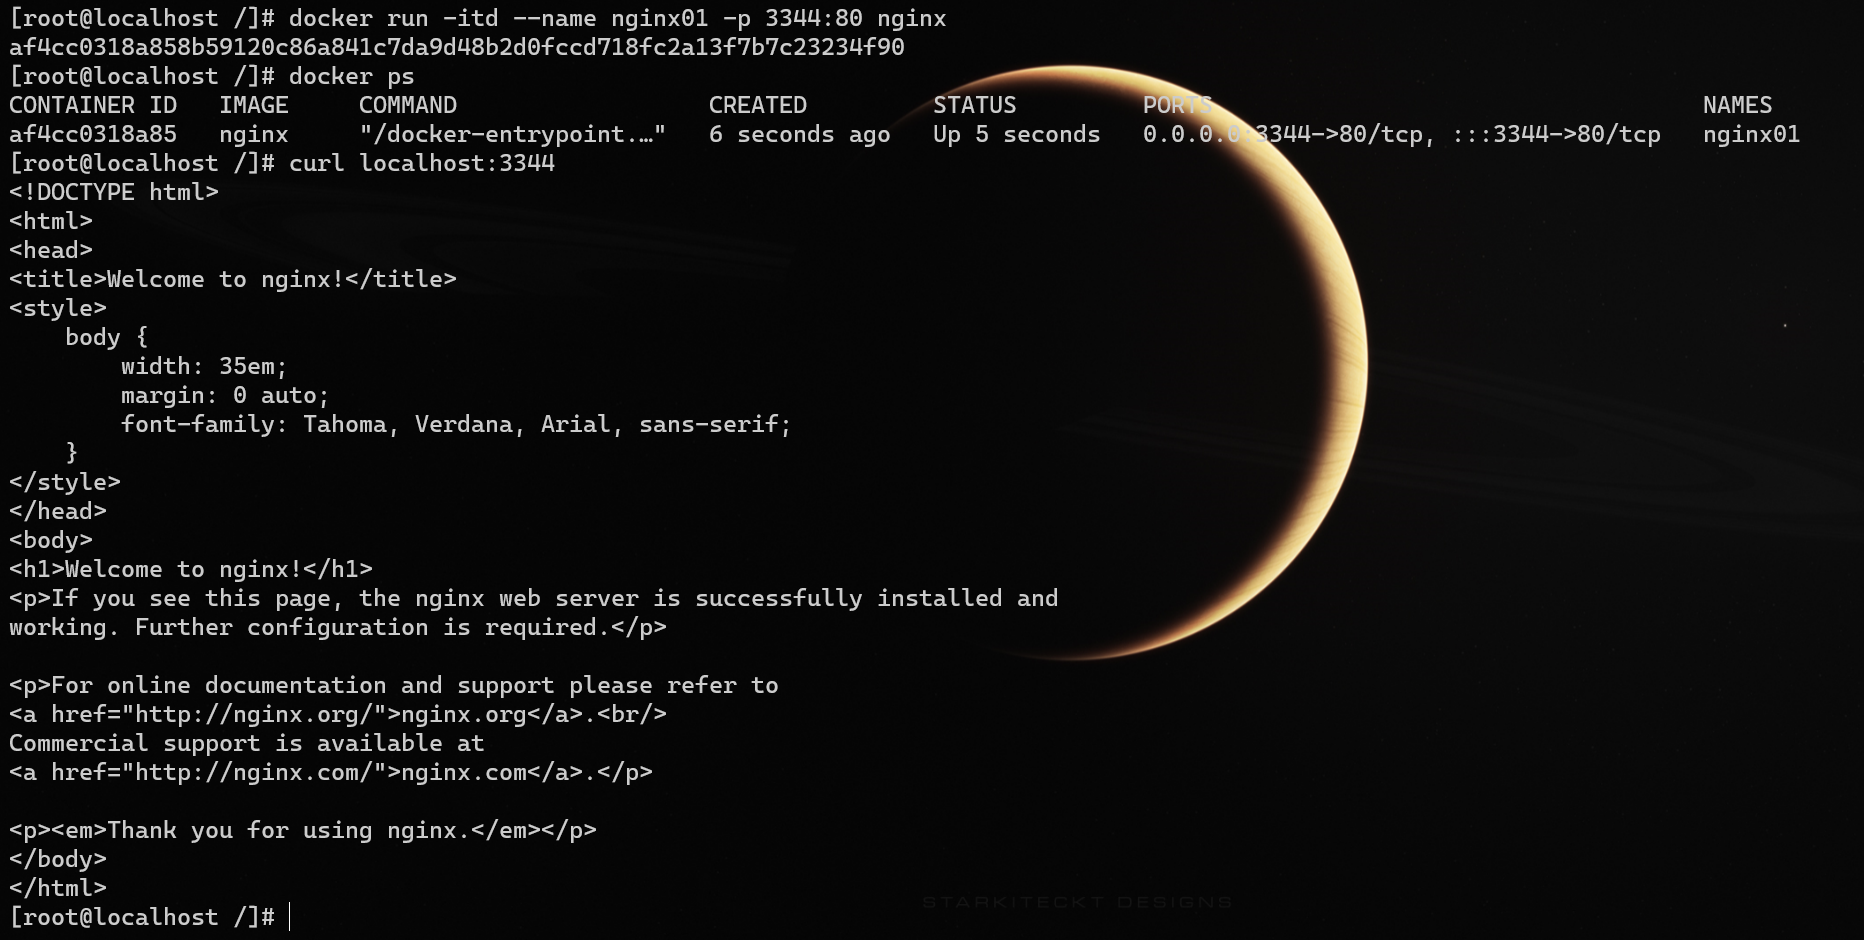 [root@localhost /]# docker run -itd --name nginx01 -p 3344:80 nginx
af4cc0318a858b59120c86a841c7da9d48b2d0fccd718fc2a13f7b7c23234f90
[root@localhost /]# docker ps
CONTAINER ID   IMAGE     COMMAND                  CREATED         STATUS         PORTS                                   NAMES
af4cc0318a85   nginx     "/docker-entrypoint.…"   6 seconds ago   Up 5 seconds   0.0.0.0:3344->80/tcp, :::3344->80/tcp   nginx01
[root@localhost /]# curl localhost:3344
<!DOCTYPE html>
<html>
<head>
<title>Welcome to nginx!</title>
<style>
    body {
        width: 35em;
        margin: 0 auto;
        font-family: Tahoma, Verdana, Arial, sans-serif;
    }
</style>
</head>
<body>
<h1>Welcome to nginx!</h1>
<p>If you see this page, the nginx web server is successfully installed and
working. Further configuration is required.</p>

<p>For online documentation and support please refer to
<a href="http://nginx.org/">nginx.org</a>.<br/>
Commercial support is available at
<a href="http://nginx.com/">nginx.com</a>.</p>

<p><em>Thank you for using nginx.</em></p>
</body>
</html>
[root@localhost /]#
STARKITECKT DESIGNS